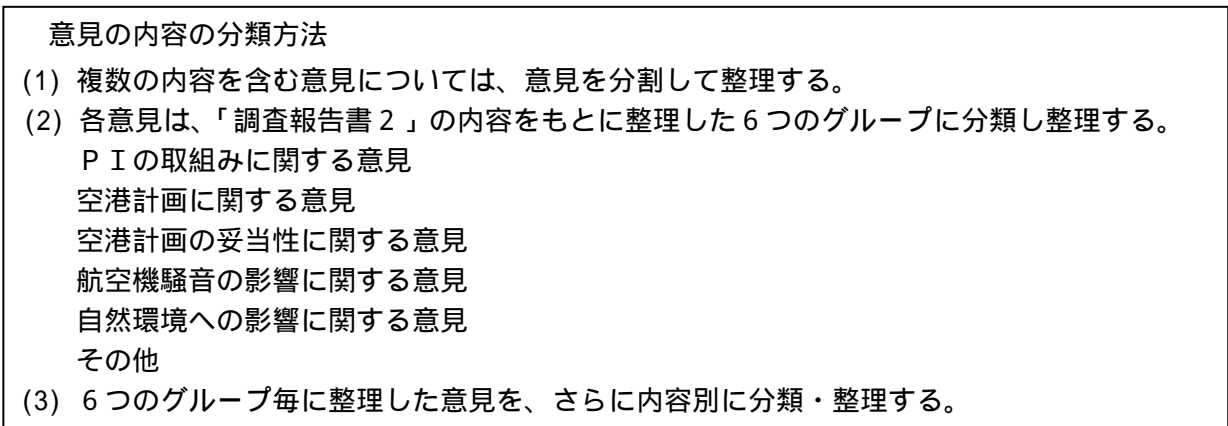 意見の内容の分類方法
(1) 複数の内容を含む意見については、意見を分割して整理する。
(2) 各意見は、「調査報告書２」の内容をもとに整理した６つのグループに分類し整理する。
ＰＩの取組みに関する意見
空港計画に関する意見
空港計画の妥当性に関する意見
航空機騒音の影響に関する意見
自然環境への影響に関する意見
その他
(3) ６つのグループ毎に整理した意見を、さらに内容別に分類・整理する。